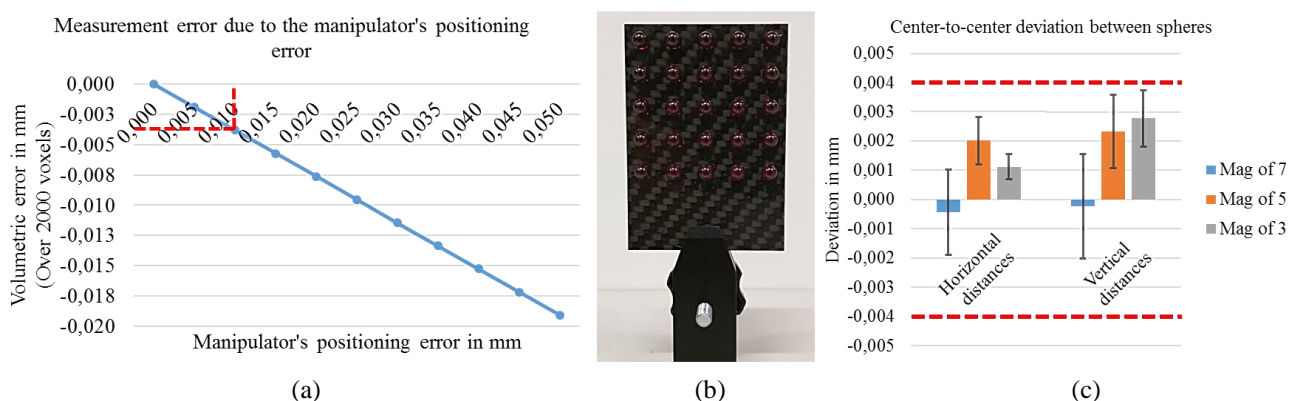 Measurement error due to the manipulator's positioning
error
Volumetric error in mm
(Over 2000 voxels)
0,000
-0,003
-0,005
-0,008
-0,010
-0,013
-0,015
-0,018
-0,020
0,000
0,005
0,010
0,015
0,020
0,025
0,030
0,035
0,040
0,045
0,050
Manipulator's positioning error in mm
(a)
(b)
Center-to-center deviation between spheres
Deviation in mm
0,005
0,004
0,003
0,002
0,001
0,000
-0,001
-0,002
-0,003
-0,004
-0,005
Horizontal
distances
Vertical
distances
Mag of 7
Mag of 5
Mag of 3
(c)